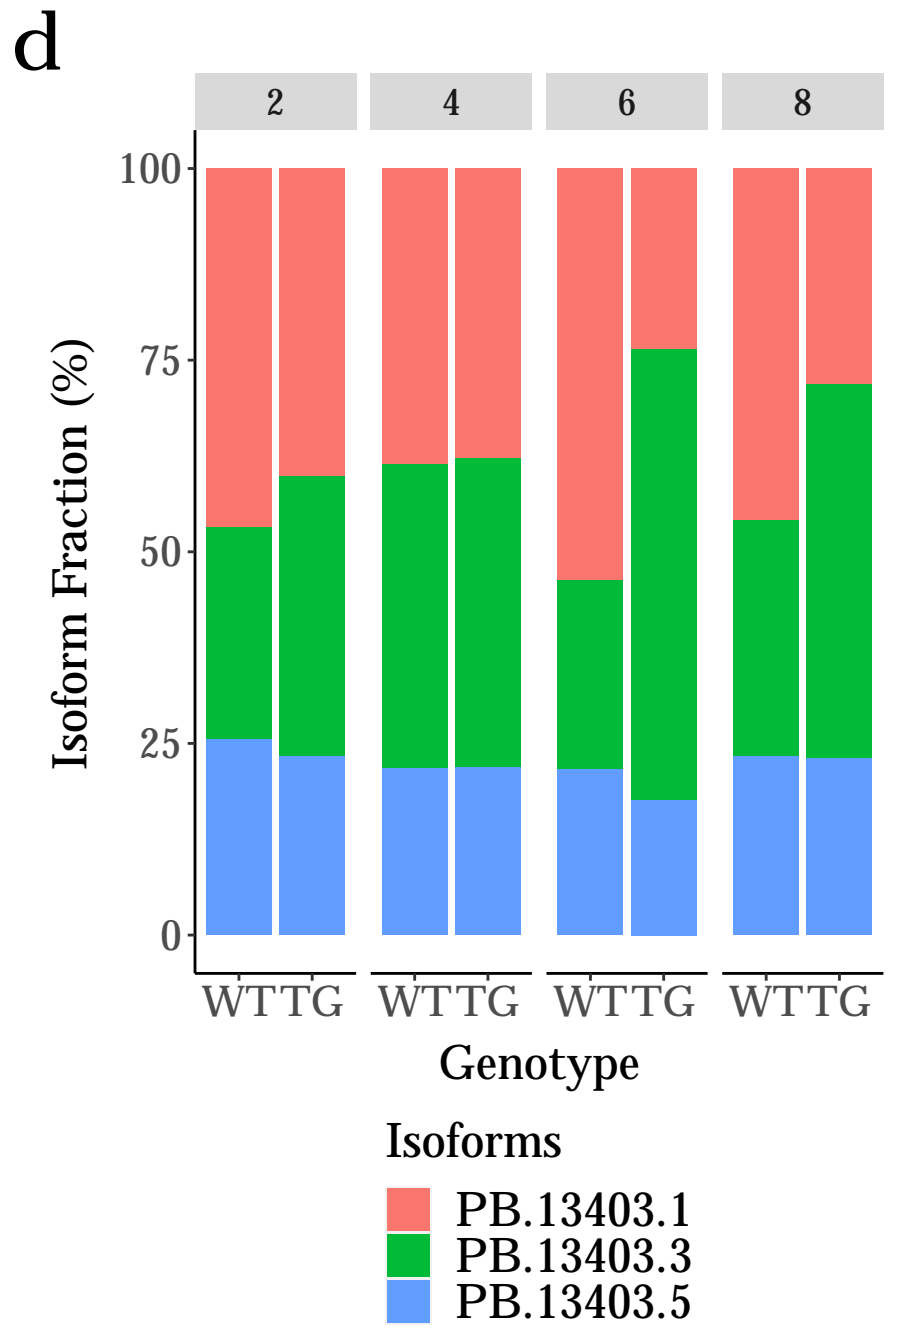 d
2 4 6 8
100
75
50
25
0
Isoform Fraction (%)
WT TG WT TG WT TG WT TG
Genotype
Isoforms
PB.13403.1
PB.13403.3
PB.13403.5